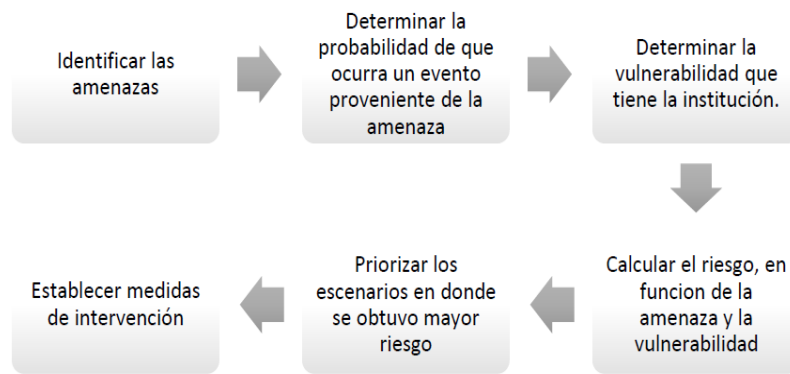 Identificar las
amenazas
Determinar la
probabilidad de que
ocurra un evento
proveniente de la
amenaza
Determinar la
vulnerabilidad que
tiene la institución.
Calcular el riesgo, en
funcion de la
amenaza y la
vulnerabilidad
Priorizar los
escenarios en donde
se obtuvo mayor
riesgo
Establecer medidas
de intervención